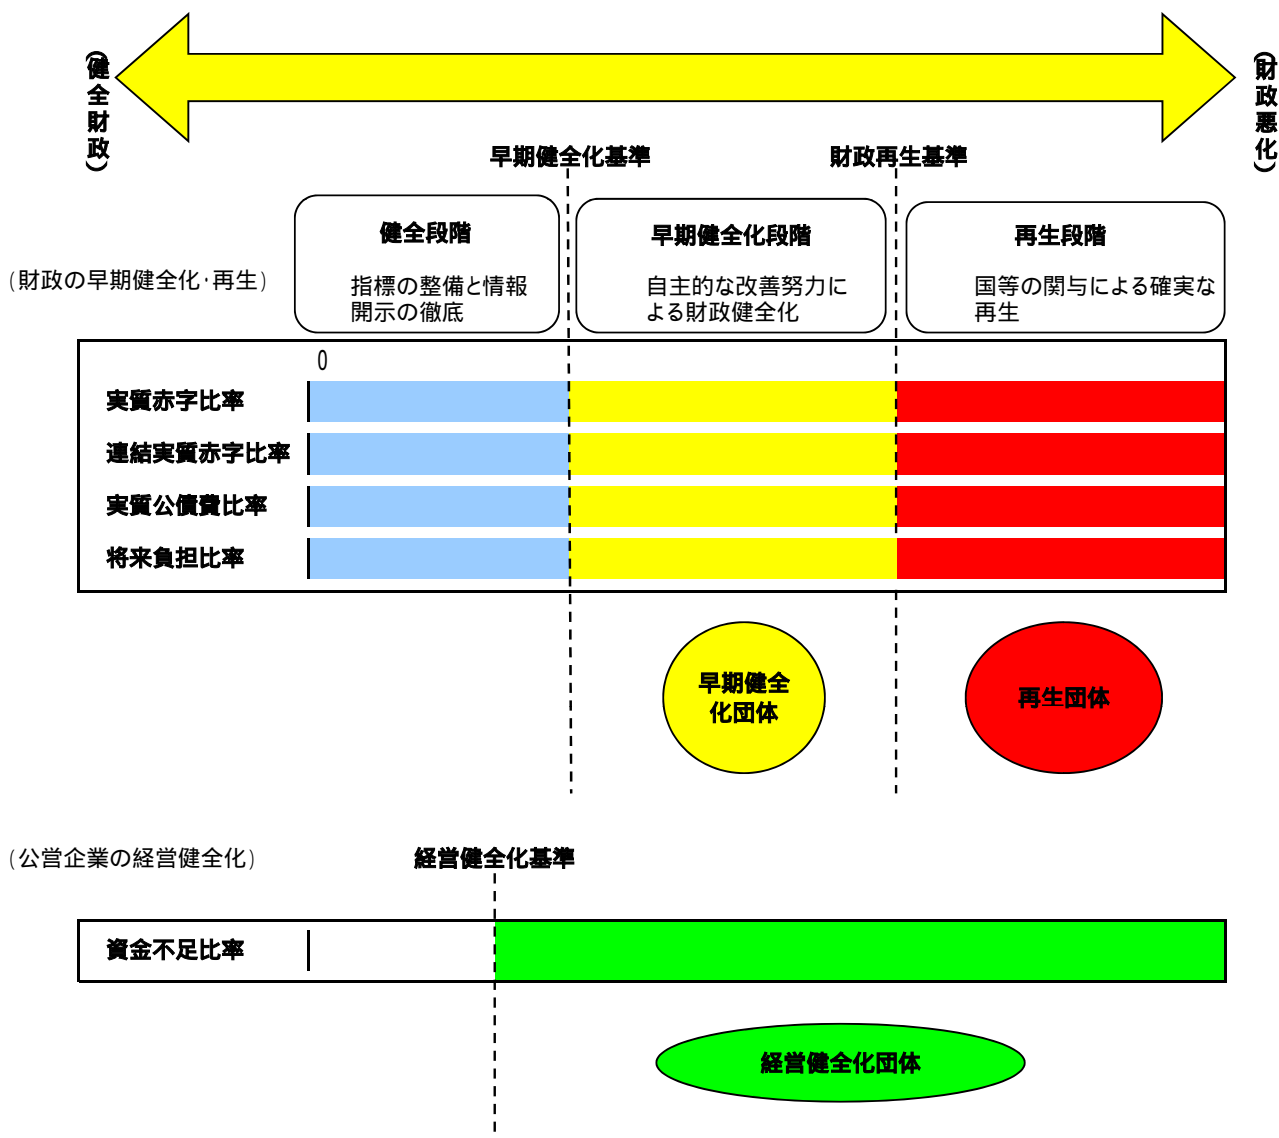 (健全財政)
(財政悪化)
早期健全化基準
財政再生基準
健全段階
早期健全化段階
再生段階
(財政の早期健全化・再生)
指標の整備と情報
開示の徹底
自主的な改善努力に
よる財政健全化
国等の関与による確実な
再生
0
実質赤字比率
連結実質赤字比率
実質公債費比率
将来負担比率
早期健全
化団体
再生団体
(公営企業の経営健全化)
経営健全化基準
資金不足比率
経営健全化団体